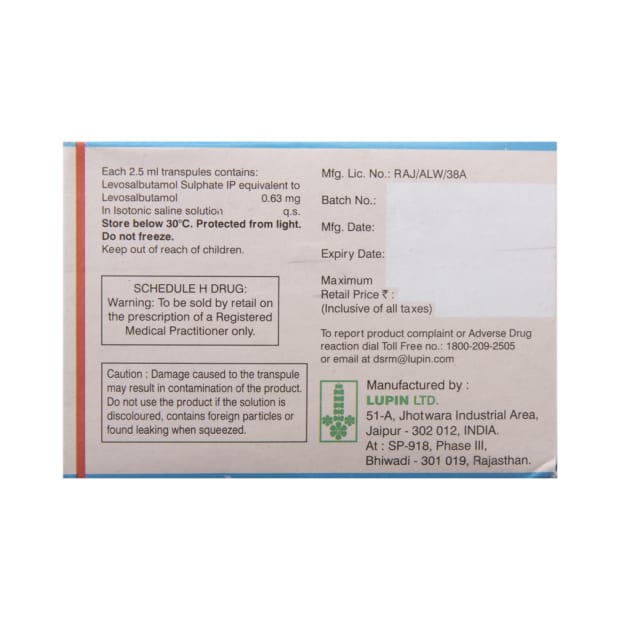 Each 2.5 ml transpules contains:
Levosalbutamol Sulphate IP equivalent to
Levosalbutamol 0.63 mg
In Isotonic saline solution q.s.
Store below 30°C. Protected from light.
Do not freeze.
Keep out of reach of children.
SCHEDULE H DRUG:
Warning: To be sold by retail on
the prescription of a Registered
Medical Practitioner only.
Caution : Damage caused to the transpule
may result in contamination of the product.
Do not use the product if the solution is
discoloured, contains foreign particles or
found leaking when squeezed.
Mfg. Lic. No.: RAJ/ALW/38A
Batch No.:
Mfg. Date:
Expiry Date:
Maximum
Retail Price ₹ :
(Inclusive of all taxes)
To report product complaint or Adverse Drug
reaction dial Toll Free no.: 1800-209-2505
or email at dsrm@lupin.com
Manufactured by :
LUPIN LTD.
51-A, Jhotwara Industrial Area,
Jaipur - 302 012, INDIA.
At : SP-918, Phase III,
Bhiwadi - 301 019, Rajasthan.